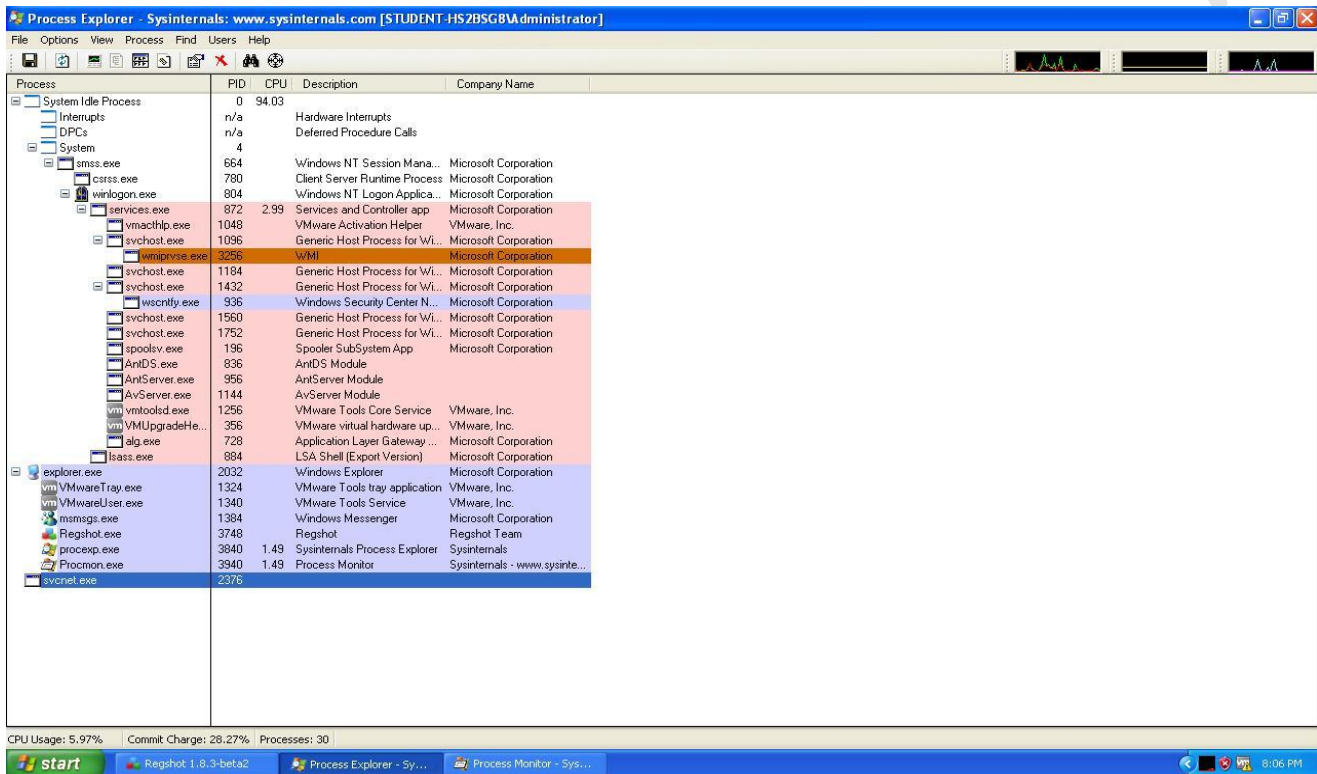 Process Explorer - Sysinternals: www.sysinternals.com [STUDENT-HS2BSG8\Administrator]
File Options View Process Find Users Help
Process PID CPU Description Company Name
System Idle Process 0 94.03
Interrupts n/a Hardware Interrupts
DPCs n/a Deferred Procedure Calls
System 4
smss.exe 664 Windows NT Session Mana... Microsoft Corporation
csrss.exe 780 Client Server Runtime Process Microsoft Corporation
winlogon.exe 804 Windows NT Logon Applica... Microsoft Corporation
services.exe 872 2.99 Services and Controller app Microsoft Corporation
vmacthlp.exe 1048 VMware Activation Helper VMware, Inc.
svchost.exe 1096 Generic Host Process for Wi... Microsoft Corporation
wmiprvse.exe 3256 WMI Microsoft Corporation
svchost.exe 1184 Generic Host Process for Wi... Microsoft Corporation
svchost.exe 1432 Generic Host Process for Wi... Microsoft Corporation
wscntfy.exe 936 Windows Security Center N... Microsoft Corporation
svchost.exe 1560 Generic Host Process for Wi... Microsoft Corporation
svchost.exe 1752 Generic Host Process for Wi... Microsoft Corporation
spoolsv.exe 196 Spooler SubSystem App Microsoft Corporation
AntDS.exe 836 AntDS Module
AntServer.exe 956 AntServer Module
AvServer.exe 1144 AvServer Module
vmtoolsd.exe 1256 VMware Tools Core Service VMware, Inc.
VMUpgradeHe... 356 VMware virtual hardware up... VMware, Inc.
alg.exe 728 Application Layer Gateway ... Microsoft Corporation
lsass.exe 884 LSA Shell (Export Version) Microsoft Corporation
explorer.exe 2032 Windows Explorer Microsoft Corporation
VMwareTray.exe 1324 VMware Tools tray application VMware, Inc.
VMwareUser.exe 1340 VMware Tools Service VMware, Inc.
msmsgs.exe 1384 Windows Messenger Microsoft Corporation
Regshot.exe 3748 Regshot Regshot Team
procexp.exe 3840 1.49 Sysinternals Process Explorer Sysinternals
Procmon.exe 3940 1.49 Process Monitor Sysinternals - www.sysinte...
svcnet.exe 2376
CPU Usage: 5.97% Commit Charge: 28.27% Processes: 30
start Regshot 1.8.3-beta2 Process Explorer - Sy... Process Monitor - Sys... 8:06 PM